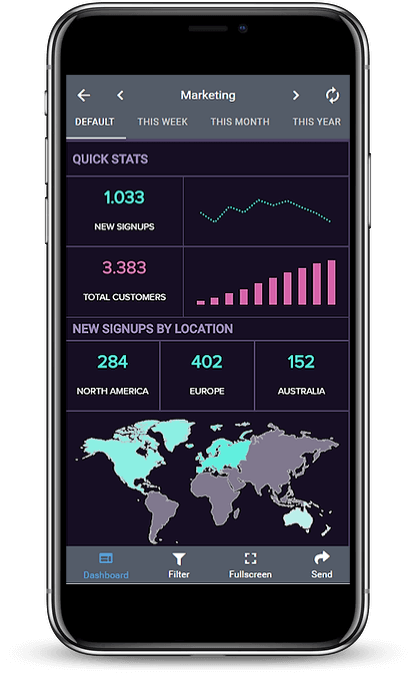 Marketing
DEFAULT THIS WEEK THIS MONTH THIS YEAR
QUICK STATS
1.033
NEW SIGNUPS
3.383
TOTAL CUSTOMERS
NEW SIGNUPS BY LOCATION
284 402 152
NORTH AMERICA EUROPE AUSTRALIA
Dashboard Filter Fullscreen Send